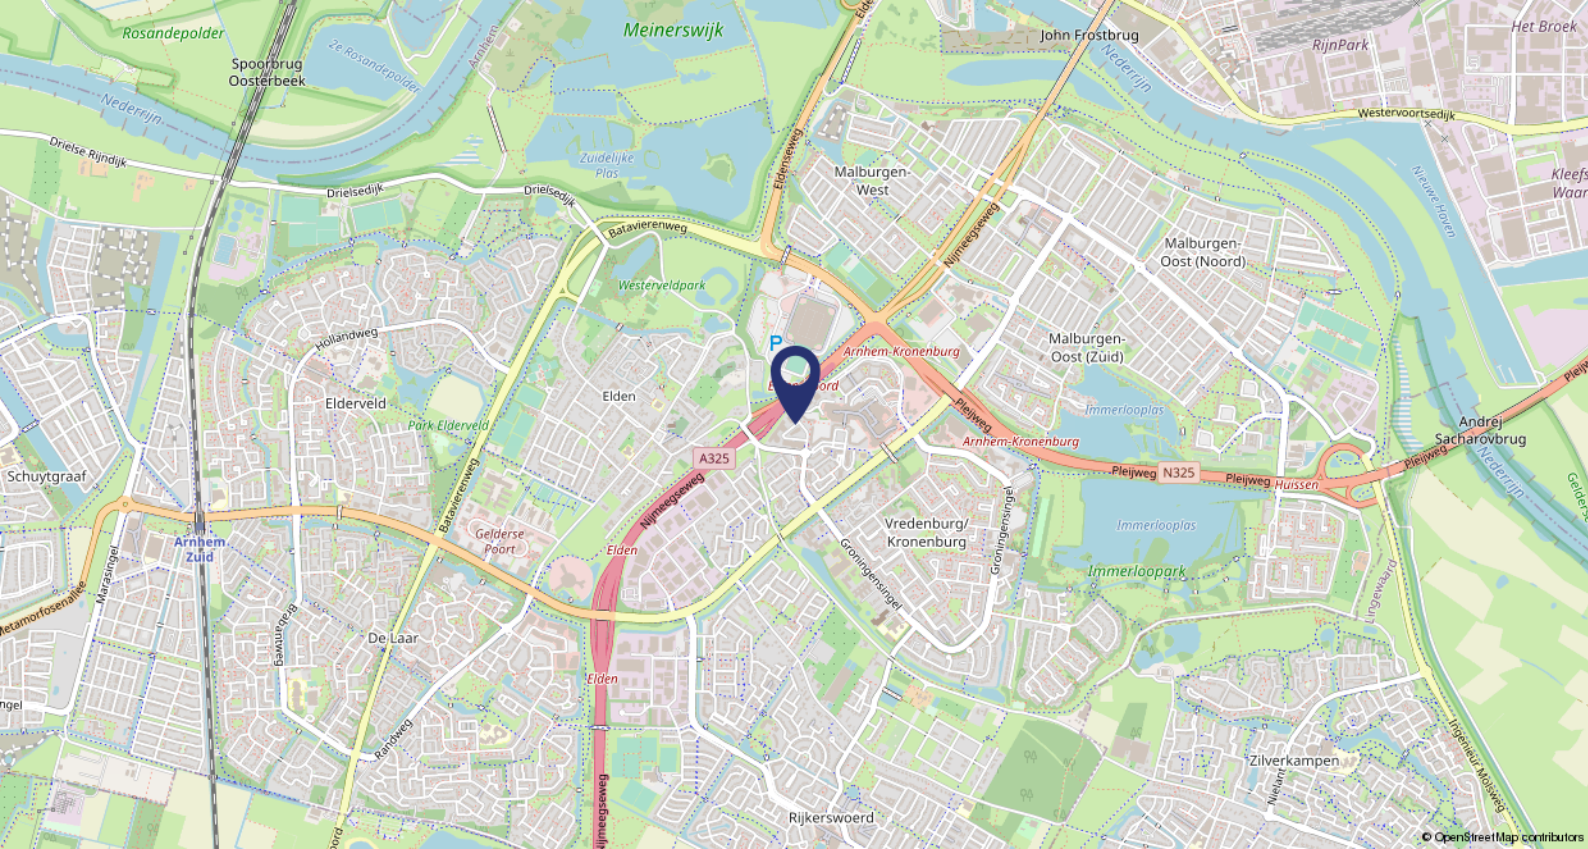 Rosandepolder
Meinerswijk
John Frostbrug
Het Broek
RijnPark
2e Rosandepolder
Arnhem
Spoorbrug
Oosterbeek
Nederrijn
Nederrijn
Westervoortsedijk
Drielse Rijndijk
Zuidelijke
Plas
Eldenseweg
Malburgen-
West
Nieuwe Haven
Drielsedijk
Drielsedijk
Batavierenweg
Nijmeegseweg
Malburgen-
Oost (Noord)
Westerveldpark
P
Hollandweg
Arnhem-Kronenburg
Malburgen-
Oost (Zuid)
Elden
Elderveld
Park Elderveld
Pleijweg
Immerlooplas
Arnhem-Kronenburg
Andrej
Sacharovbrug
Schuytgraaf
A325
Pleijweg
N325
Pleijweg
Huissen
Pleijweg
Nederrijn
Batavierenweg
Nijmeegseweg
Gelderse
Poort
Elden
Vredenburg/
Kronenburg
Groningensingel
Groningensingel
Immerlooplas
Immerloopark
Arnhem
Zuid
Marasingel
Metamorfosenallee
Brabantweg
De Laar
Elden
Randweg
Lingewaard
Zilverkampen
Nielant
Ingenieur Molsweg
Rijkerswoerd
Nijmeegseweg
© OpenStreetMap contributors